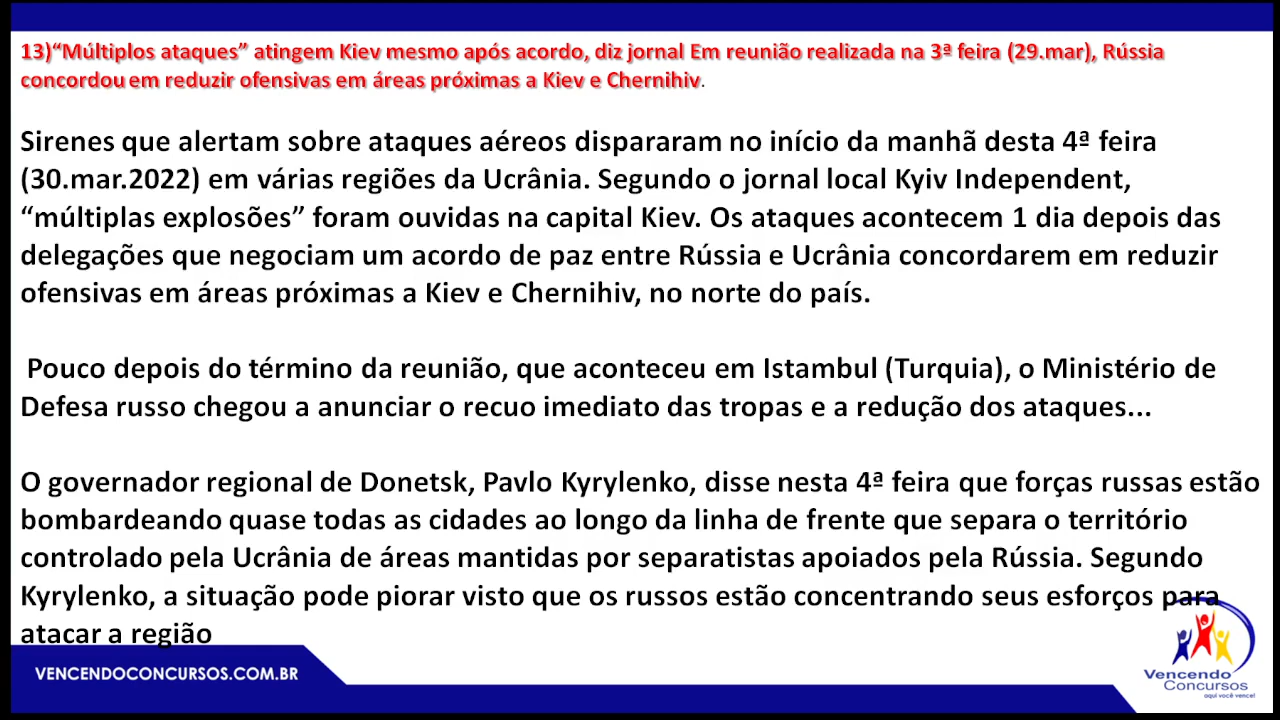 13)“Múltiplos ataques” atingem Kiev mesmo após acordo, diz jornal Em reunião realizada na 3ª feira (29.mar), Rússia
concordou em reduzir ofensivas em áreas próximas a Kiev e Chernihiv.
Sirenes que alertam sobre ataques aéreos dispararam no início da manhã desta 4ª feira
(30.mar.2022) em várias regiões da Ucrânia. Segundo o jornal local Kyiv Independent,
“múltiplas explosões” foram ouvidas na capital Kiev. Os ataques acontecem 1 dia depois das
delegações que negociam um acordo de paz entre Rússia e Ucrânia concordarem em reduzir
ofensivas em áreas próximas a Kiev e Chernihiv, no norte do país.
Pouco depois do término da reunião, que aconteceu em Istambul (Turquia), o Ministério de
Defesa russo chegou a anunciar o recuo imediato das tropas e a redução dos ataques...
O governador regional de Donetsk, Pavlo Kyrylenko, disse nesta 4ª feira que forças russas estão
bombardeando quase todas as cidades ao longo da linha de frente que separa o território
controlado pela Ucrânia de áreas mantidas por separatistas apoiados pela Rússia. Segundo
Kyrylenko, a situação pode piorar visto que os russos estão concentrando seus esforços para
atacar a região
VENCENDOCONCURSOS.COM.BR
Vencendo
Concursos
aqui você vence!